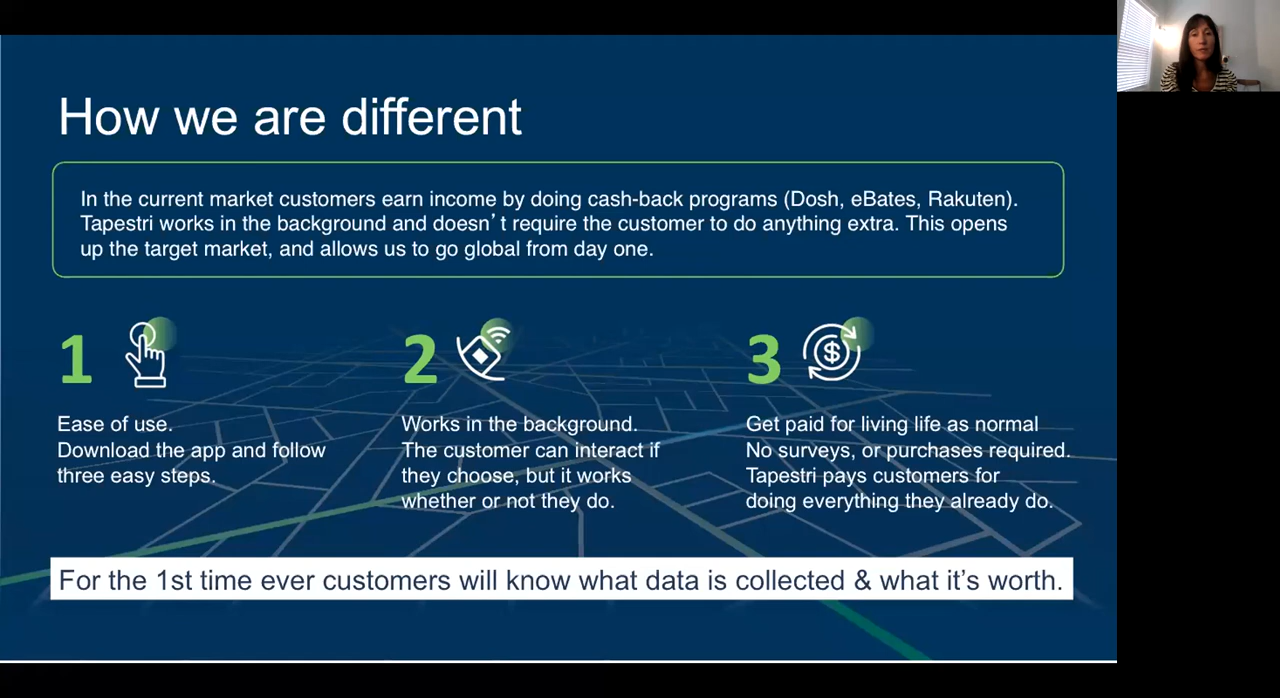 How we are different
In the current market customers earn income by doing cash-back programs (Dosh, eBates, Rakuten).
Tapestri works in the background and doesn’ t require the customer to do anything extra. This opens
up the target market, and allows us to go global from day one.
1
Ease of use.
Download the app and follow
three easy steps.
2
Works in the background.
The customer can interact if
they choose, but it works
whether or not they do.
3
$
Get paid for living life as normal
No surveys, or purchases required.
Tapestri pays customers for
doing everything they already do.
For the 1st time ever customers will know what data is collected & what it’s worth.